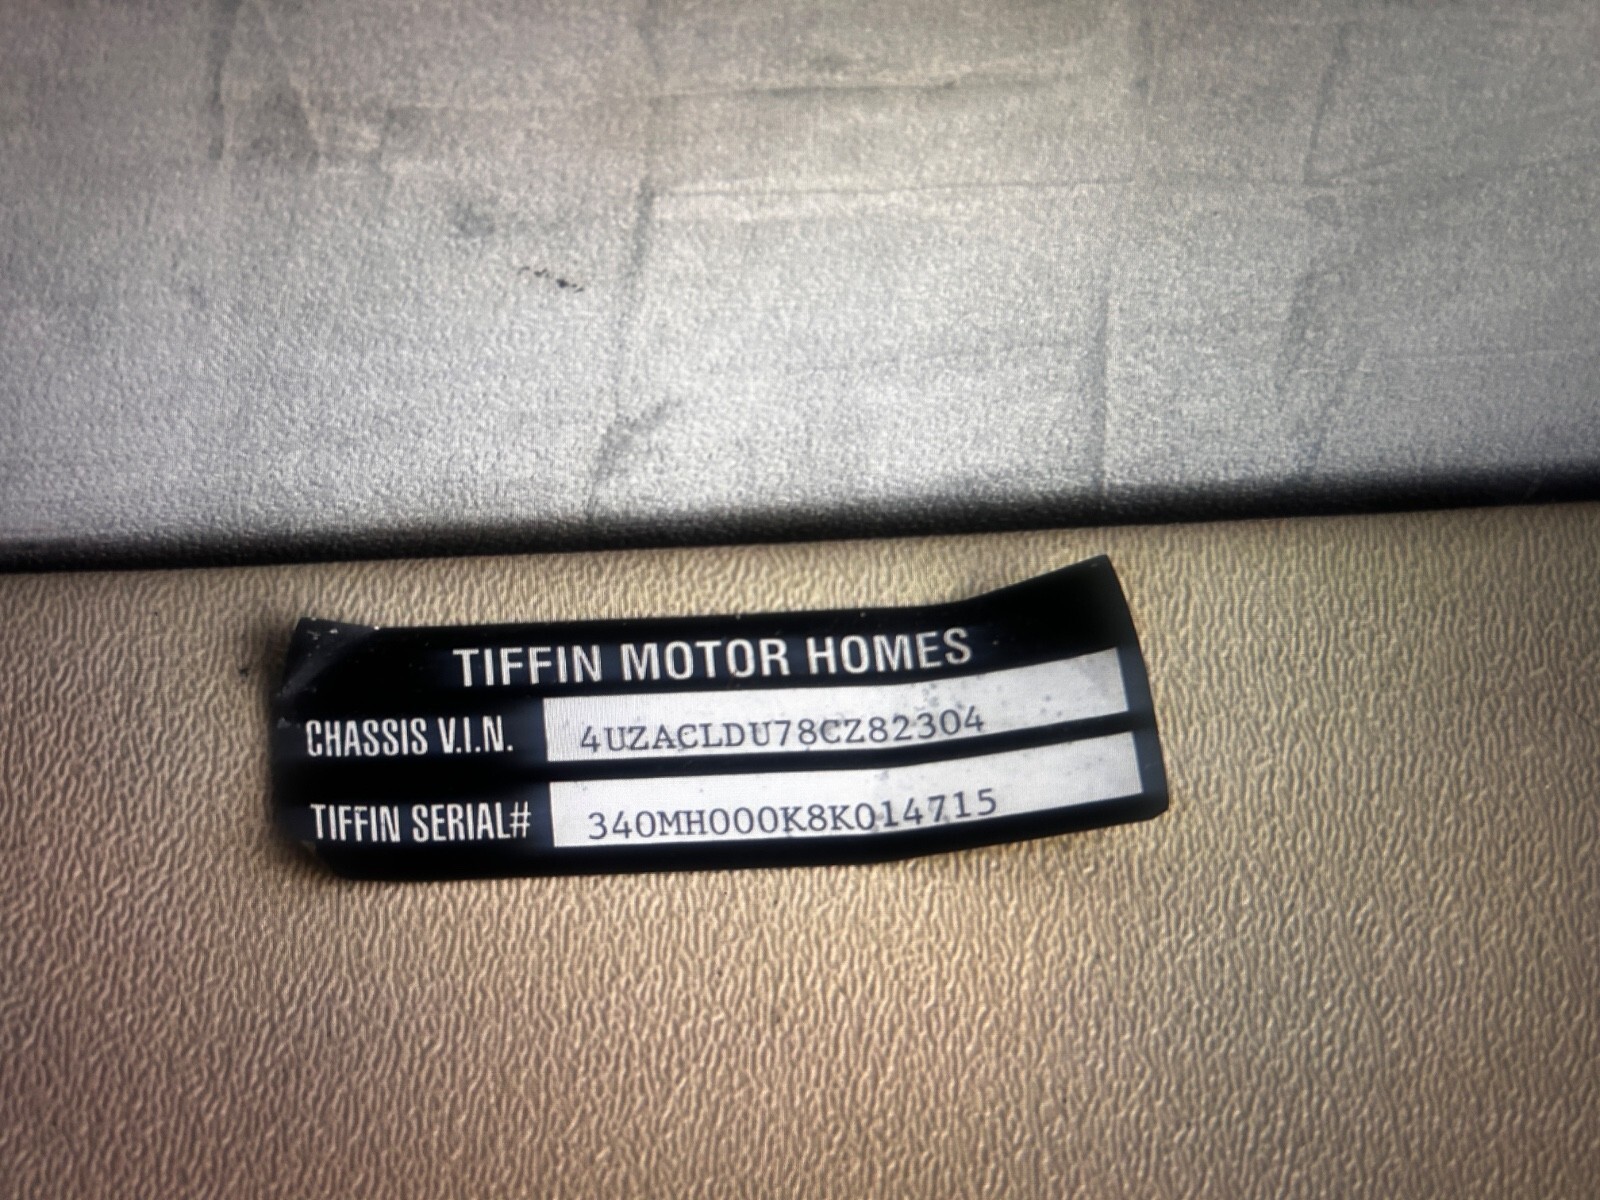 TIFFIN MOTOR HOMES
CHASSIS V.I.N. 4UZACLDU78CZ82304
TIFFIN SERIAL# 340MH000K8K014715